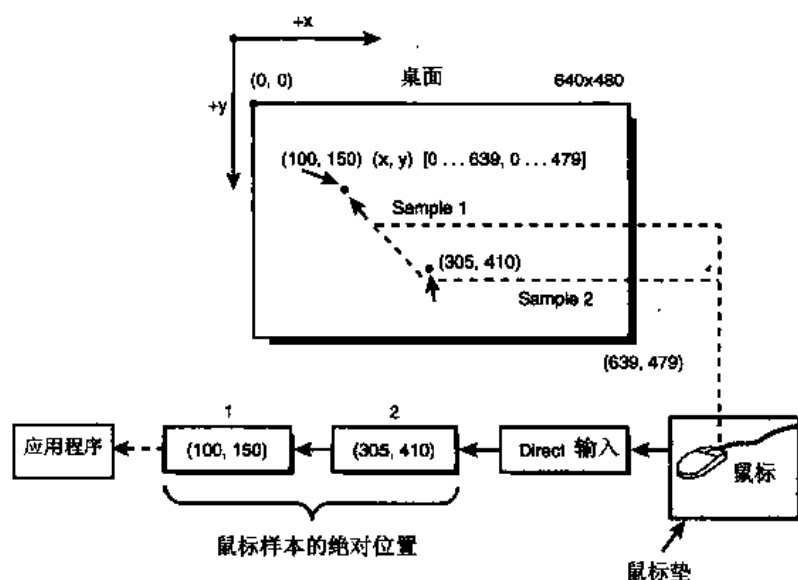 +x
+y
(0, 0)
桌面
640x480
(100, 150) (x, y) [0 ... 639, 0 ... 479]
Sample 1
(305, 410)
Sample 2
(639, 479)
1
2
应用程序
(100, 150)
(305, 410)
Direct 输入
鼠标
鼠标样本的绝对位置
鼠标垫